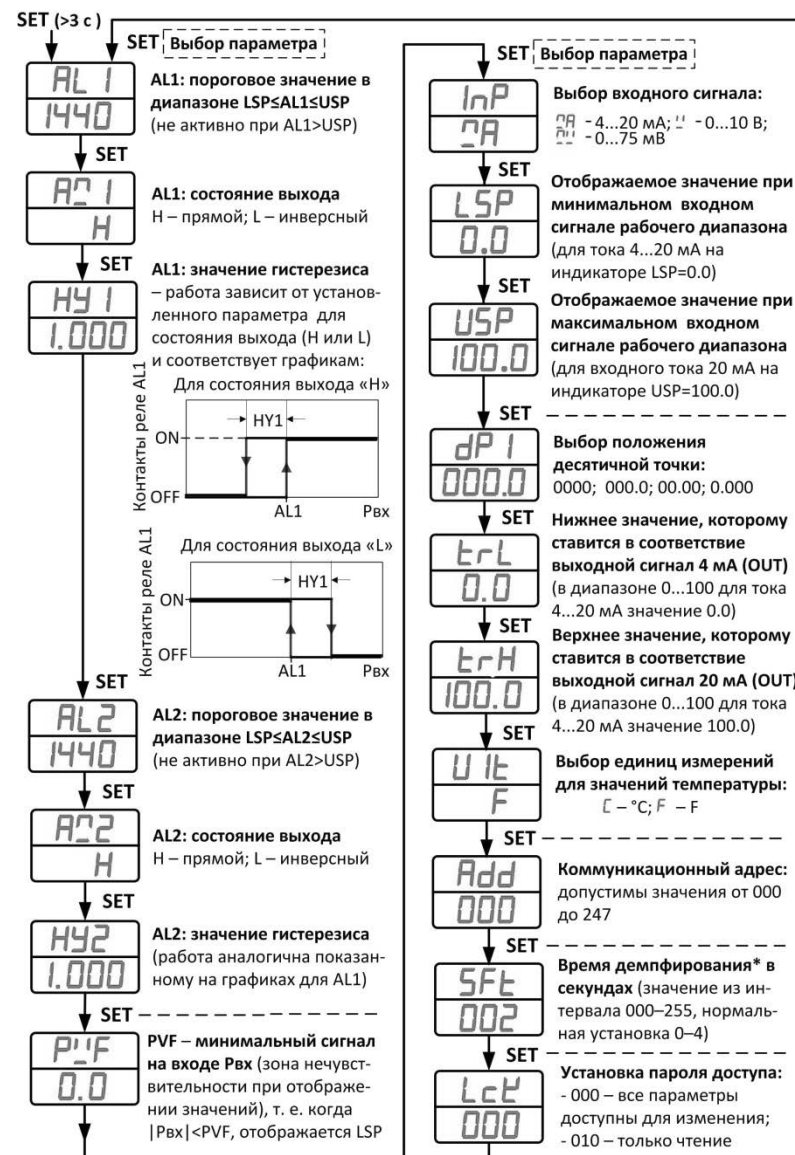 SET (>3 с)
SET Выбор параметра
AL1
1440
AL1: пороговое значение в
диапазоне LSP≤AL1≤USP
(не активно при AL1>USP)
SET
AM1
H
AL1: состояние выхода
H – прямой; L – инверсный
SET
HY1
1.000
AL1: значение гистерезиса
– работа зависит от установ-
ленного параметра для
состояния выхода (H или L)
и соответствует графикам:
Для состояния выхода «H»
Контакты реле AL1
HY1
ON
OFF
AL1
Рвх
Для состояния выхода «L»
Контакты реле AL1
HY1
ON
OFF
AL1
Рвх
SET
AL2
1440
AL2: пороговое значение в
диапазоне LSP≤AL2≤USP
(не активно при AL2>USP)
SET
AM2
H
AL2: состояние выхода
H – прямой; L – инверсный
SET
HY2
1.000
AL2: значение гистерезиса
(работа аналогична показан-
ному на графиках для AL1)
SET
PVF
0.0
PVF – минимальный сигнал
на входе Рвх (зона нечувст-
вительности при отображе-
нии значений), т. е. когда
|Рвх|<PVF, отображается LSP
SET Выбор параметра
InP
MA
Выбор входного сигнала:
MA - 4...20 мА; V - 0...10 В;
MV - 0...75 мВ
SET
LSP
0.0
Отображаемое значение при
минимальном входном
сигнале рабочего диапазона
(для тока 4...20 мА на
индикаторе LSP=0.0)
SET
USP
100.0
Отображаемое значение при
максимальном входном
сигнале рабочего диапазона
(для входного тока 20 мА на
индикаторе USP=100.0)
SET
dP1
000.0
Выбор положения
десятичной точки:
0000; 000.0; 00.00; 0.000
SET
trL
0.0
Нижнее значение, которому
ставится в соответствие
выходной сигнал 4 мА (OUT)
(в диапазоне 0...100 для тока
4...20 мА значение 0.0)
SET
trH
100.0
Верхнее значение, которому
ставится в соответствие
выходной сигнал 20 мА (OUT)
(в диапазоне 0...100 для тока
4...20 мА значение 100.0)
SET
U1t
F
Выбор единиц измерений
для значений температуры:
C – °C; F – F
SET
Add
000
Коммуникационный адрес:
допустимы значения от 000
до 247
SET
SFt
002
Время демпфирования* в
секундах (значение из ин-
тервала 000–255, нормаль-
ная установка 0–4)
SET
LcK
000
Установка пароля доступа:
- 000 – все параметры
доступны для изменения;
- 010 – только чтение